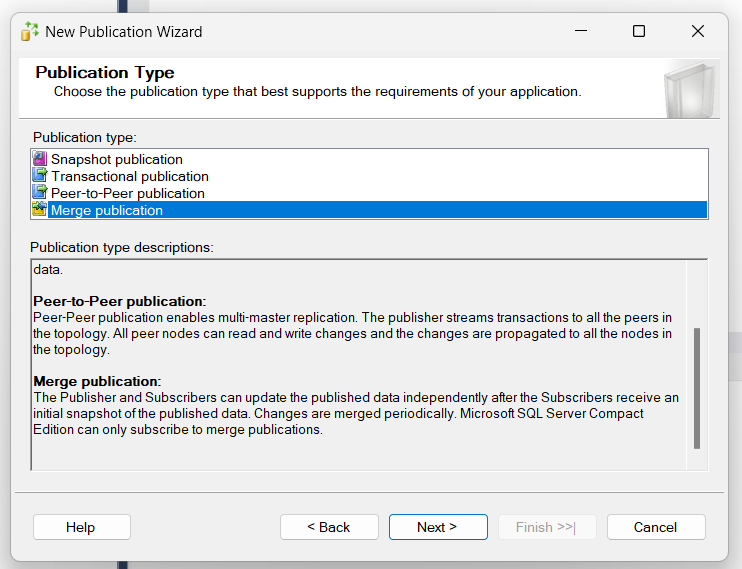 New Publication Wizard
Publication Type
Choose the publication type that best supports the requirements of your application.
Publication type:
Snapshot publication
Transactional publication
Peer-to-Peer publication
Merge publication
Publication type descriptions:
data.
Peer-to-Peer publication:
Peer-Peer publication enables multi-master replication. The publisher streams transactions to all the peers in
the topology. All peer nodes can read and write changes and the changes are propagated to all the nodes in
the topology.
Merge publication:
The Publisher and Subscribers can update the published data independently after the Subscribers receive an
initial snapshot of the published data. Changes are merged periodically. Microsoft SQL Server Compact
Edition can only subscribe to merge publications.
Help
< Back
Next >
Finish >>|
Cancel